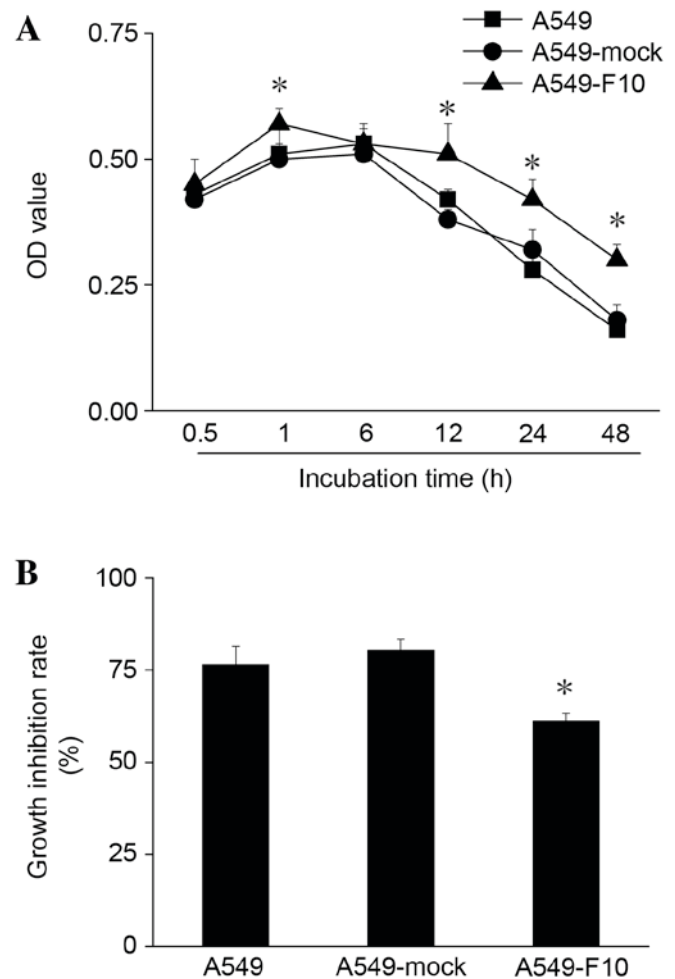 A
0.75
0.50
0.25
0.00
OD value
A549
A549-mock
A549-F10
*
*
*
*
0.5 1 6 12 24 48
Incubation time (h)
B
100
75
50
25
0
Growth inhibition rate
(%)
*
A549 A549-mock A549-F10